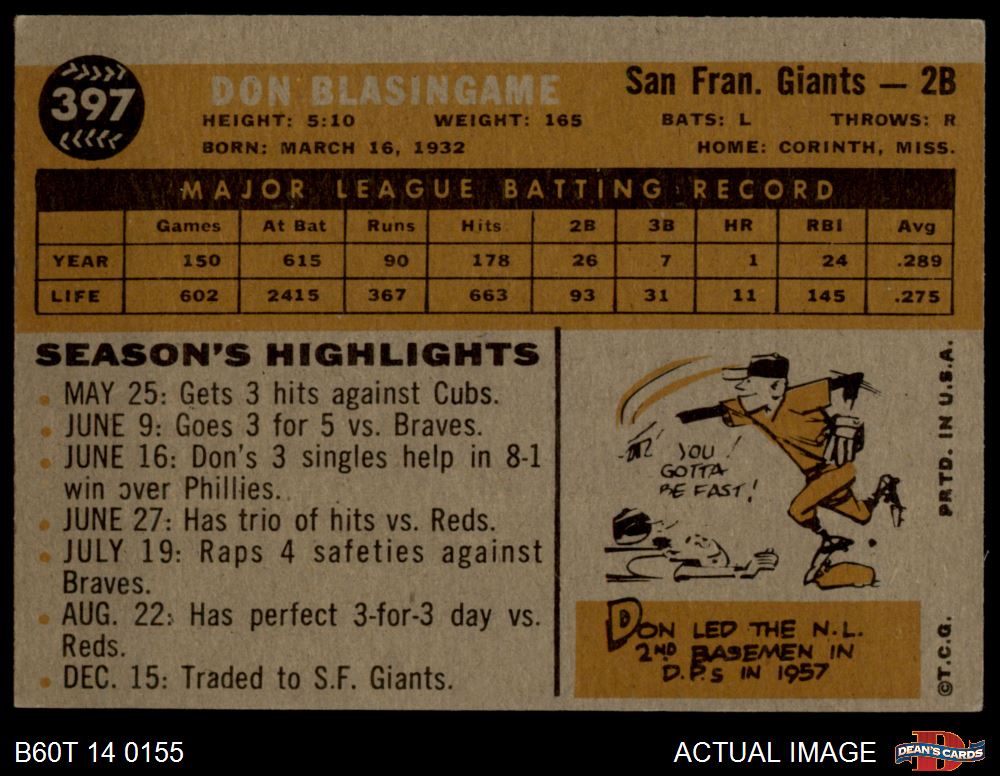 397
DON BLASINGAME
San Fran. Giants — 2B
HEIGHT: 5:10 WEIGHT: 165 BATS: L THROWS: R
BORN: MARCH 16, 1932 HOME: CORINTH, MISS.
MAJOR LEAGUE BATTING RECORD
Games At Bat Runs Hits 2B 3B HR RBI Avg
YEAR 150 615 90 178 26 7 1 24 .289
LIFE 602 2415 367 663 93 31 11 145 .275
SEASON'S HIGHLIGHTS
MAY 25: Gets 3 hits against Cubs.
JUNE 9: Goes 3 for 5 vs. Braves.
JUNE 16: Don's 3 singles help in 8-1
win over Phillies.
JUNE 27: Has trio of hits vs. Reds.
JULY 19: Raps 4 safeties against
Braves.
AUG. 22: Has perfect 3-for-3 day vs.
Reds.
DEC. 15: Traded to S.F. Giants.
YOU
GOTTA
BE FAST!
DON LED THE N.L.
2ND BASEMEN IN
D.P.s IN 1957
PRTD. IN U.S.A.
©T.C.G.
B60T 14 0155
ACTUAL IMAGE
DEAN'S CARDS